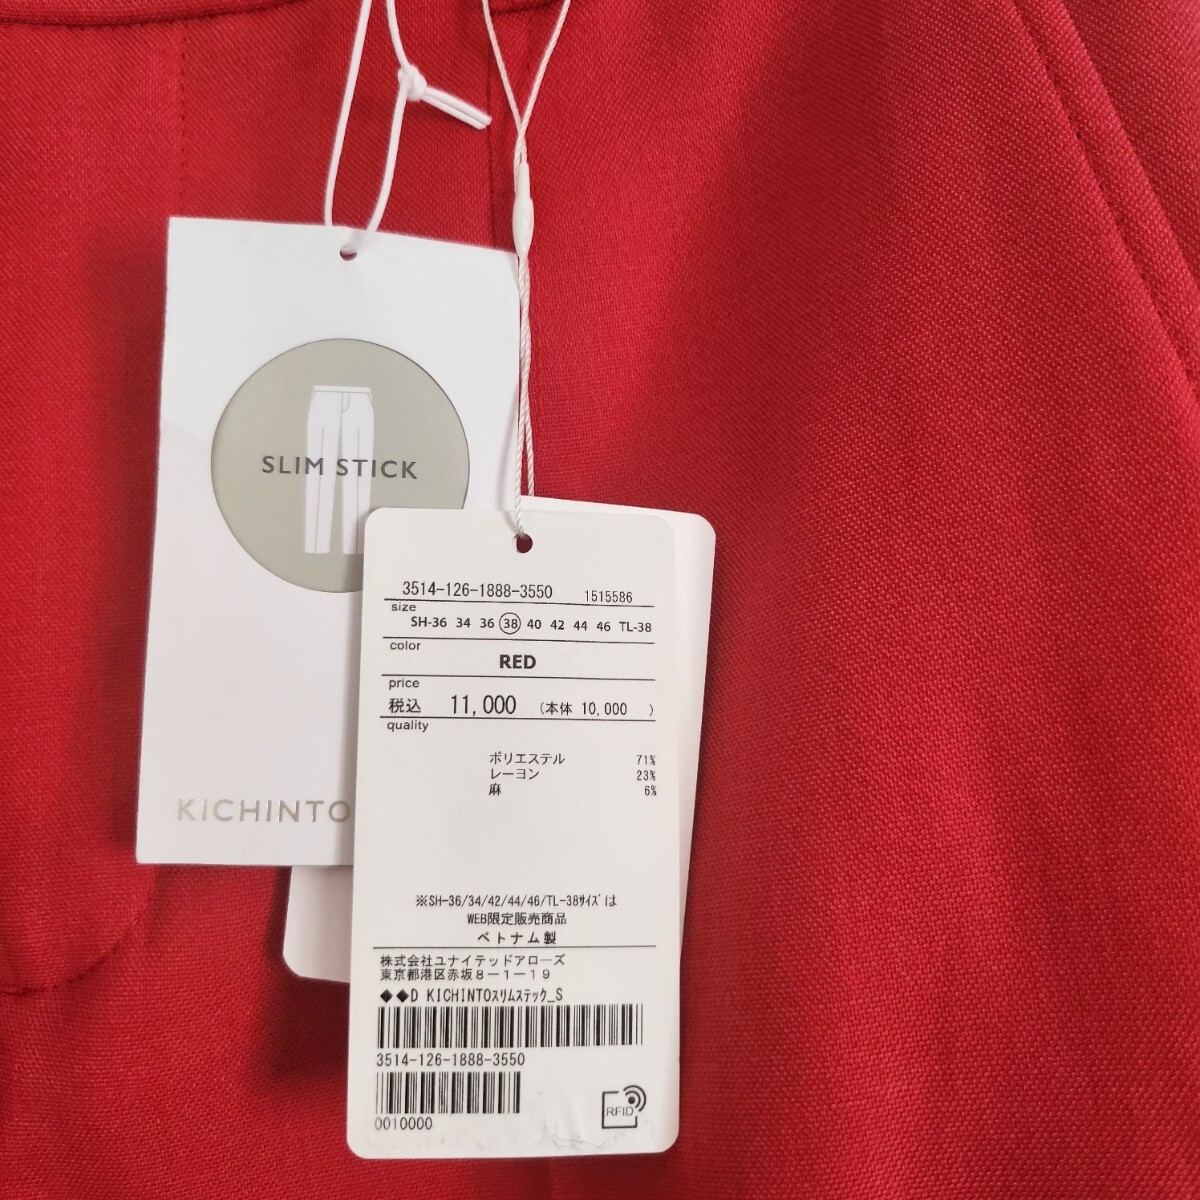 SLIM STICK
KICHINTO
3514-126-1888-3550 1515586
size
SH-36 34 36 38 40 42 44 46 TL-38
color
RED
price
税込 11,000 (本体 10,000 )
quality
ポリエステル 71%
レーヨン 23%
麻 6%
※SH-36/34/42/44/46/TL-38ｻｲｽﾞは
WEB限定販売商品
ベトナム製
株式会社ユナイテッドアローズ
東京都港区赤坂８－１－１９
◆◆D KICHINTOｽﾘﾑｽﾃｯｸ_S
3514-126-1888-3550
0010000
RFID